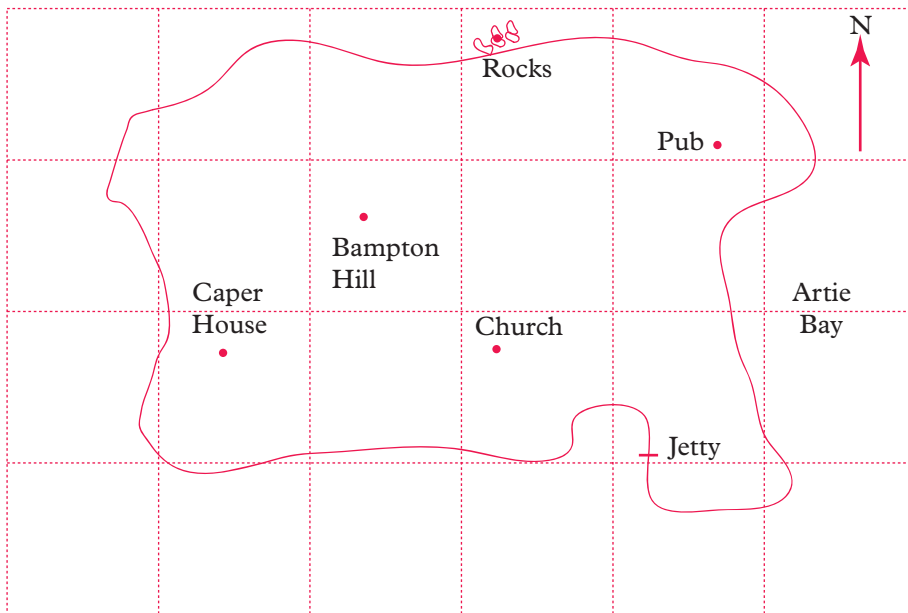 N
Rocks
Pub
Bampton
Hill
Caper
House
Artie
Bay
Church
Jetty